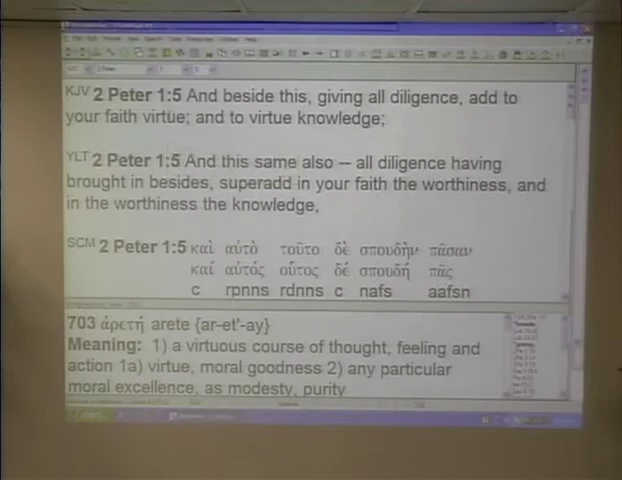 KJV 2 Peter 1:5 And beside this, giving all diligence, add to
your faith virtue; and to virtue knowledge;
YLT 2 Peter 1:5 And this same also – all diligence having
brought in besides, superadd in your faith the worthiness, and
in the worthiness the knowledge,
SCM 2 Peter 1:5 καὶ αὐτὸ τοῦτο δὲ σπουδὴν πᾶσαν
καί αὐτός οὗτος δέ σπουδή πᾶς
c rpnns rdnns c nafs aafsn
703 ἀρετή arete {ar-et'-ay}
Meaning: 1) a virtuous course of thought, feeling and
action 1a) virtue, moral goodness 2) any particular
moral excellence, as modesty, purity